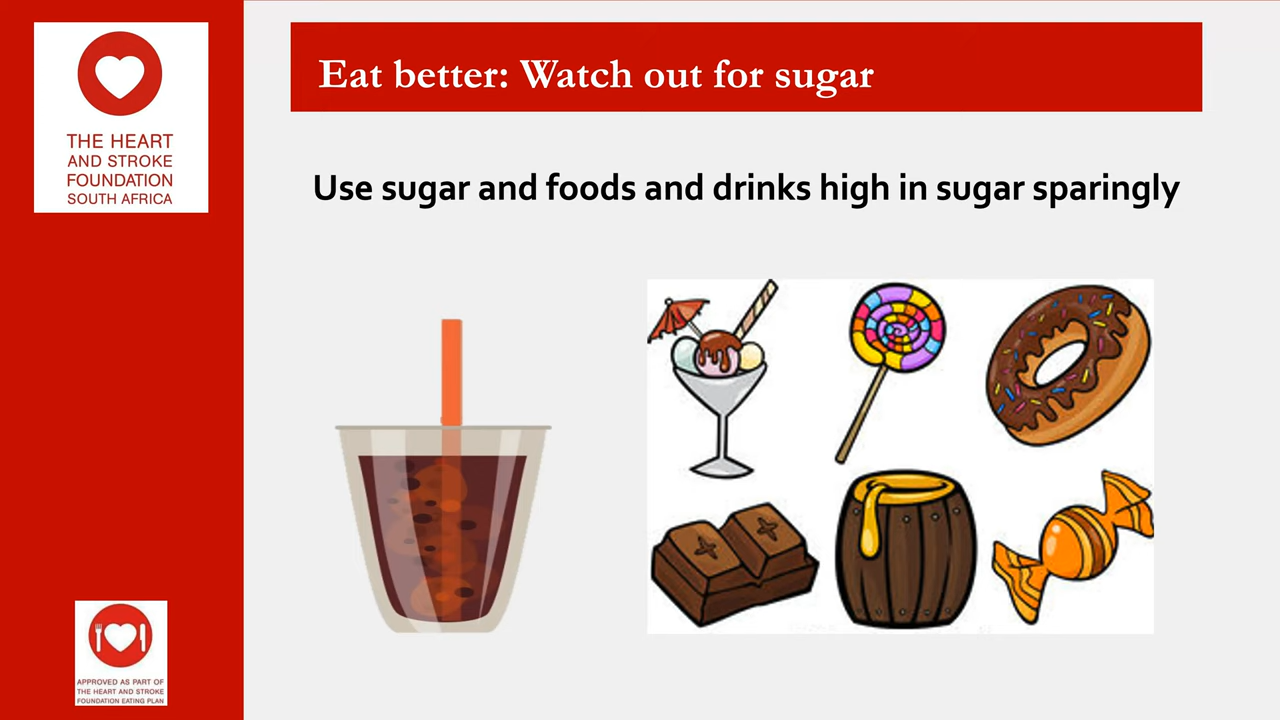 THE HEART
AND STROKE
FOUNDATION
SOUTH AFRICA
Eat better: Watch out for sugar
Use sugar and foods and drinks high in sugar sparingly
APPROVED AS PART OF
THE HEART AND STROKE
FOUNDATION EATING PLAN